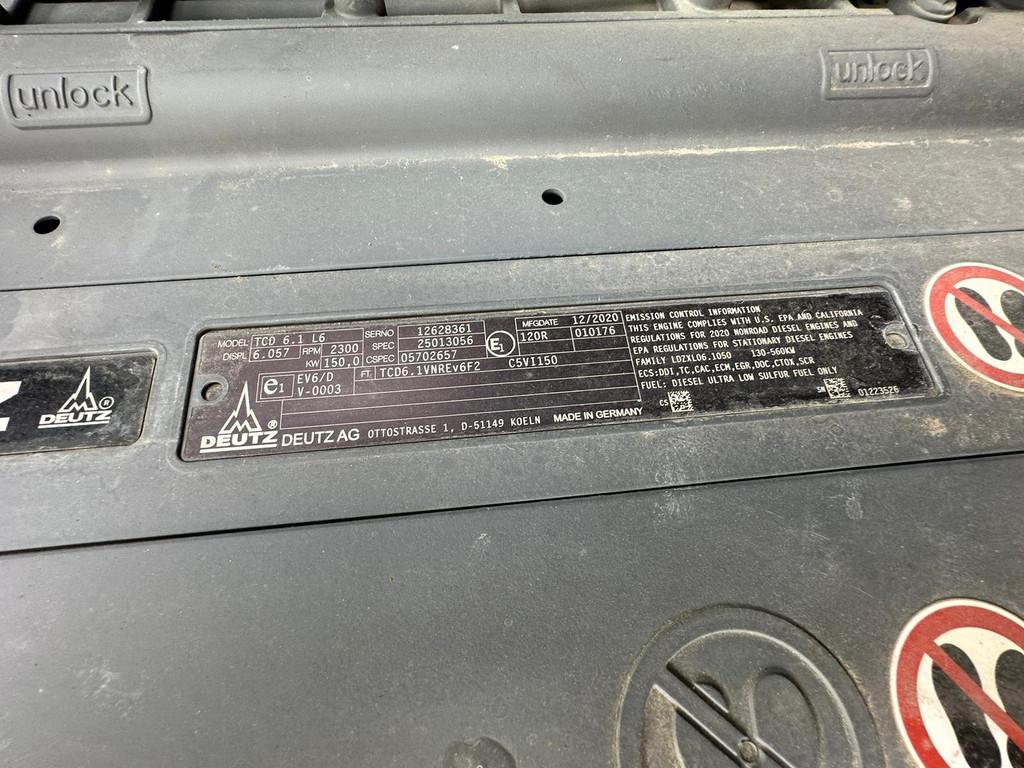 unlock
unlock
DEUTZ®
MODEL TCD 6.1 L6 SERNO 12628361 MFGDATE 12/2020
DISPL 6.057 RPM 2300 SPEC 25013056 E1 120R 010176
KW 150,0 CSPEC 05702657
e1 EV6/D FT TCD6.1VNREv6F2 C5VI150
V-0003
DEUTZ® DEUTZ AG OTTOSTRASSE 1, D-51149 KOELN MADE IN GERMANY
EMISSION CONTROL INFORMATION
THIS ENGINE COMPLIES WITH U.S. EPA AND CALIFORNIA
REGULATIONS FOR 2020 NONROAD DIESEL ENGINES AND
EPA REGULATIONS FOR STATIONARY DIESEL ENGINES
FAMILY LDZXL06.1050 130-560KW
ECS:DDI,TC,CAC,ECM,EGR,DOC,CTOX,SCR
FUEL: DIESEL ULTRA LOW SULFUR FUEL ONLY
CS SN 01223526